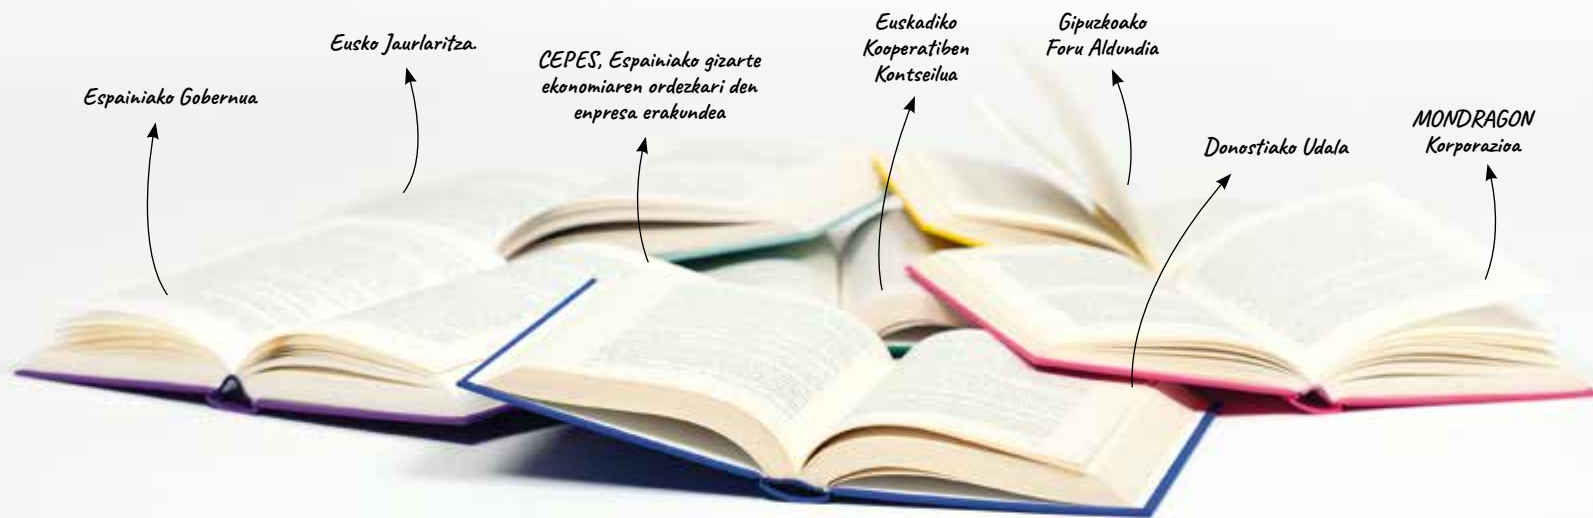 Espainiako Gobernua
Eusko Jaurlaritza.
CEPES, Espainiako gizarte
ekonomiaren ordezkari den
enpresa erakundea
Euskadiko
Kooperatiben
Kontseilua
Gipuzkoako
Foru Aldundia
Donostiako Udala
MONDRAGON
Korporazioa